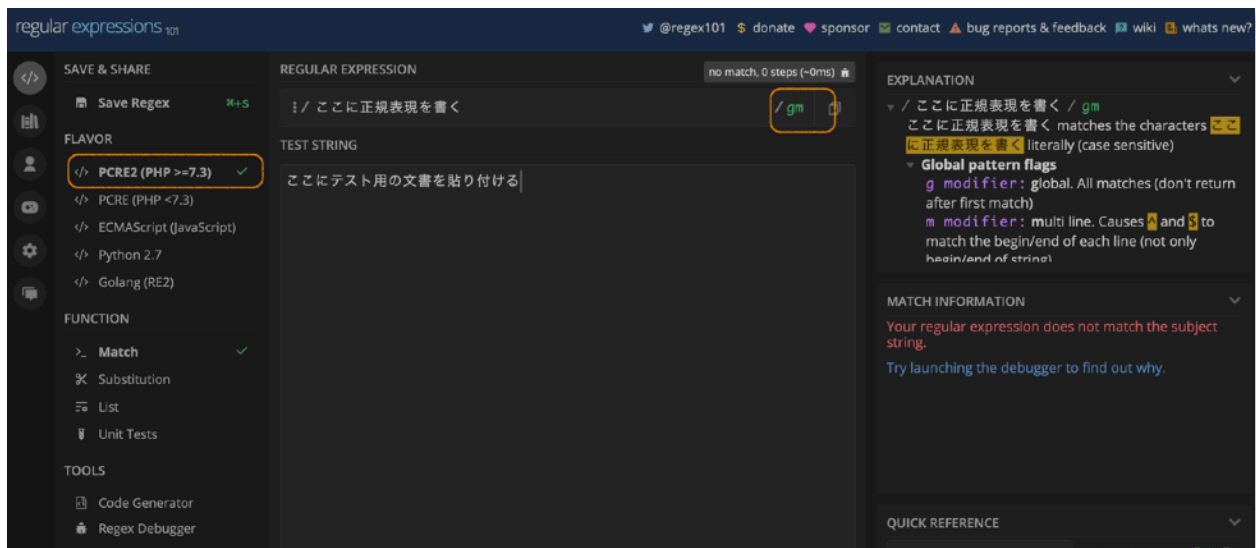 regular expressions 101
@regex101 $ donate sponsor contact bug reports & feedback wiki whats new?
SAVE & SHARE
Save Regex ⌘+S
FLAVOR
</> PCRE2 (PHP >=7.3)
</> PCRE (PHP <7.3)
</> ECMAScript (JavaScript)
</> Python 2.7
</> Golang (RE2)
FUNCTION
Match
Substitution
List
Unit Tests
TOOLS
Code Generator
Regex Debugger
REGULAR EXPRESSION
no match, 0 steps (~0ms)
/ ここに正規表現を書く / gm
TEST STRING
ここにテスト用の文書を貼り付ける
EXPLANATION
/ ここに正規表現を書く / gm
ここに正規表現を書く matches the characters ここ
に正規表現を書く literally (case sensitive)
Global pattern flags
g modifier: global. All matches (don't return
after first match)
m modifier: multi line. Causes ^ and $ to
match the begin/end of each line (not only
begin/end of string)
MATCH INFORMATION
Your regular expression does not match the subject
string.
Try launching the debugger to find out why.
QUICK REFERENCE